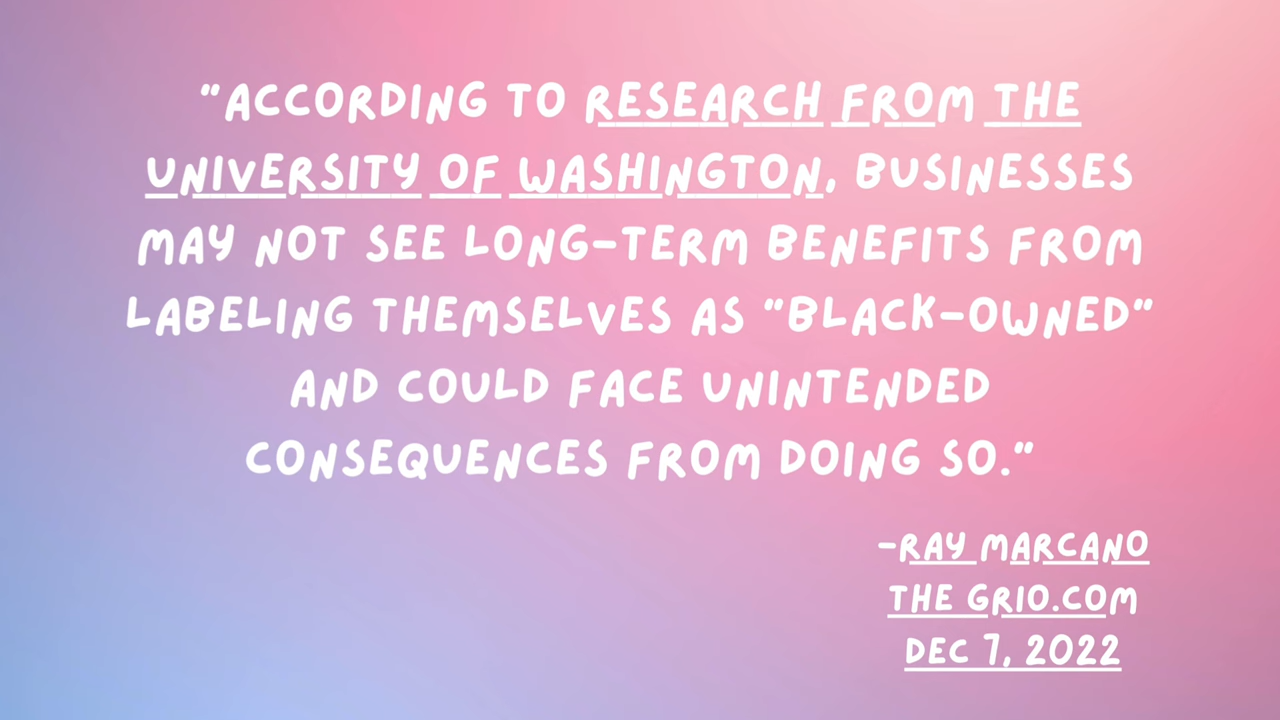 "ACCORDING TO RESEARCH FROM THE
UNIVERSITY OF WASHINGTON, BUSINESSES
MAY NOT SEE LONG-TERM BENEFITS FROM
LABELING THEMSELVES AS "BLACK-OWNED"
AND COULD FACE UNINTENDED
CONSEQUENCES FROM DOING SO."
-RAY MARCANO
THE GRIO.COM
DEC 7, 2022